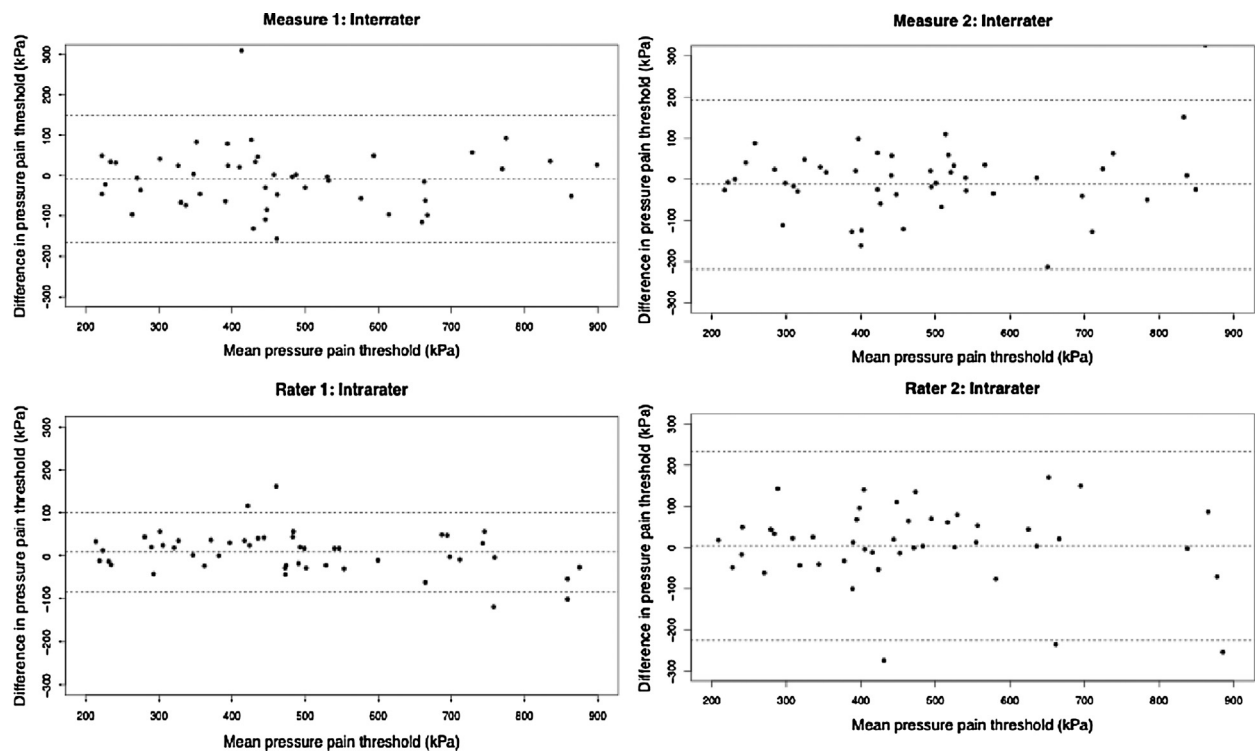 Measure 1: Interrater
Difference in pressure pain threshold (kPa)
300
200
100
0
-100
-200
-300
200 300 400 500 600 700 800 900
Mean pressure pain threshold (kPa)
Measure 2: Interrater
Difference in pressure pain threshold (kPa)
300
200
100
0
-100
-200
-300
200 300 400 500 600 700 800 900
Mean pressure pain threshold (kPa)
Rater 1: Intrarater
Difference in pressure pain threshold (kPa)
300
200
100
0
-100
-200
-300
200 300 400 500 600 700 800 900
Mean pressure pain threshold (kPa)
Rater 2: Intrarater
Difference in pressure pain threshold (kPa)
300
200
100
0
-100
-200
-300
200 300 400 500 600 700 800 900
Mean pressure pain threshold (kPa)